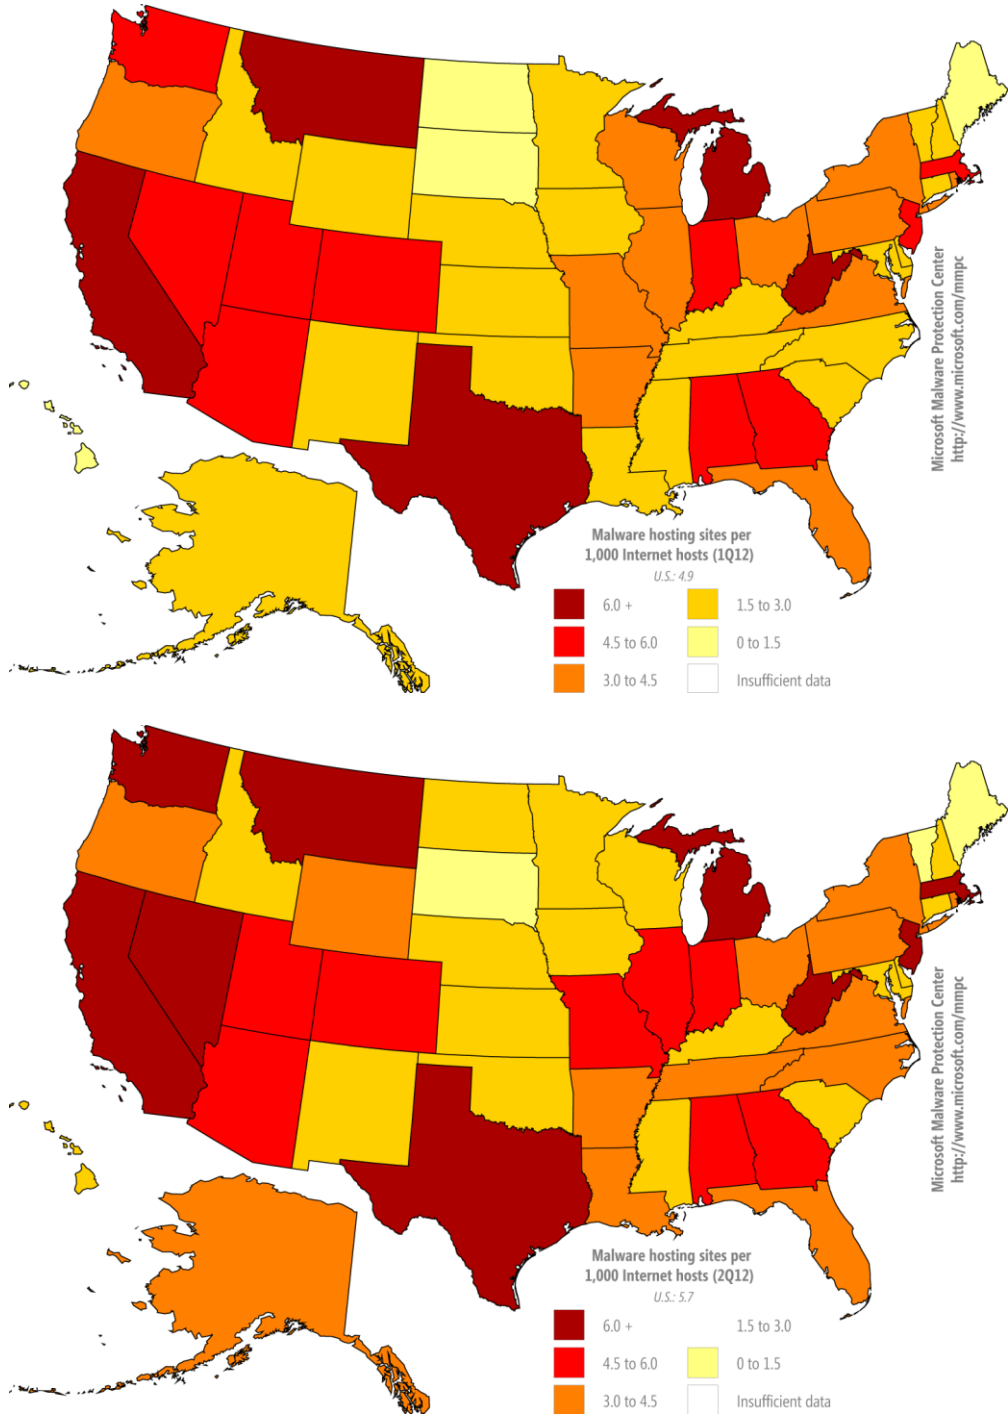 Microsoft Malware Protection Center
http://www.microsoft.com/mmpc
Malware hosting sites per
1,000 Internet hosts (1Q12)
U.S.: 4.9
6.0 +
1.5 to 3.0
4.5 to 6.0
0 to 1.5
3.0 to 4.5
Insufficient data
Microsoft Malware Protection Center
http://www.microsoft.com/mmpc
Malware hosting sites per
1,000 Internet hosts (2Q12)
U.S.: 5.7
6.0 +
1.5 to 3.0
4.5 to 6.0
0 to 1.5
3.0 to 4.5
Insufficient data